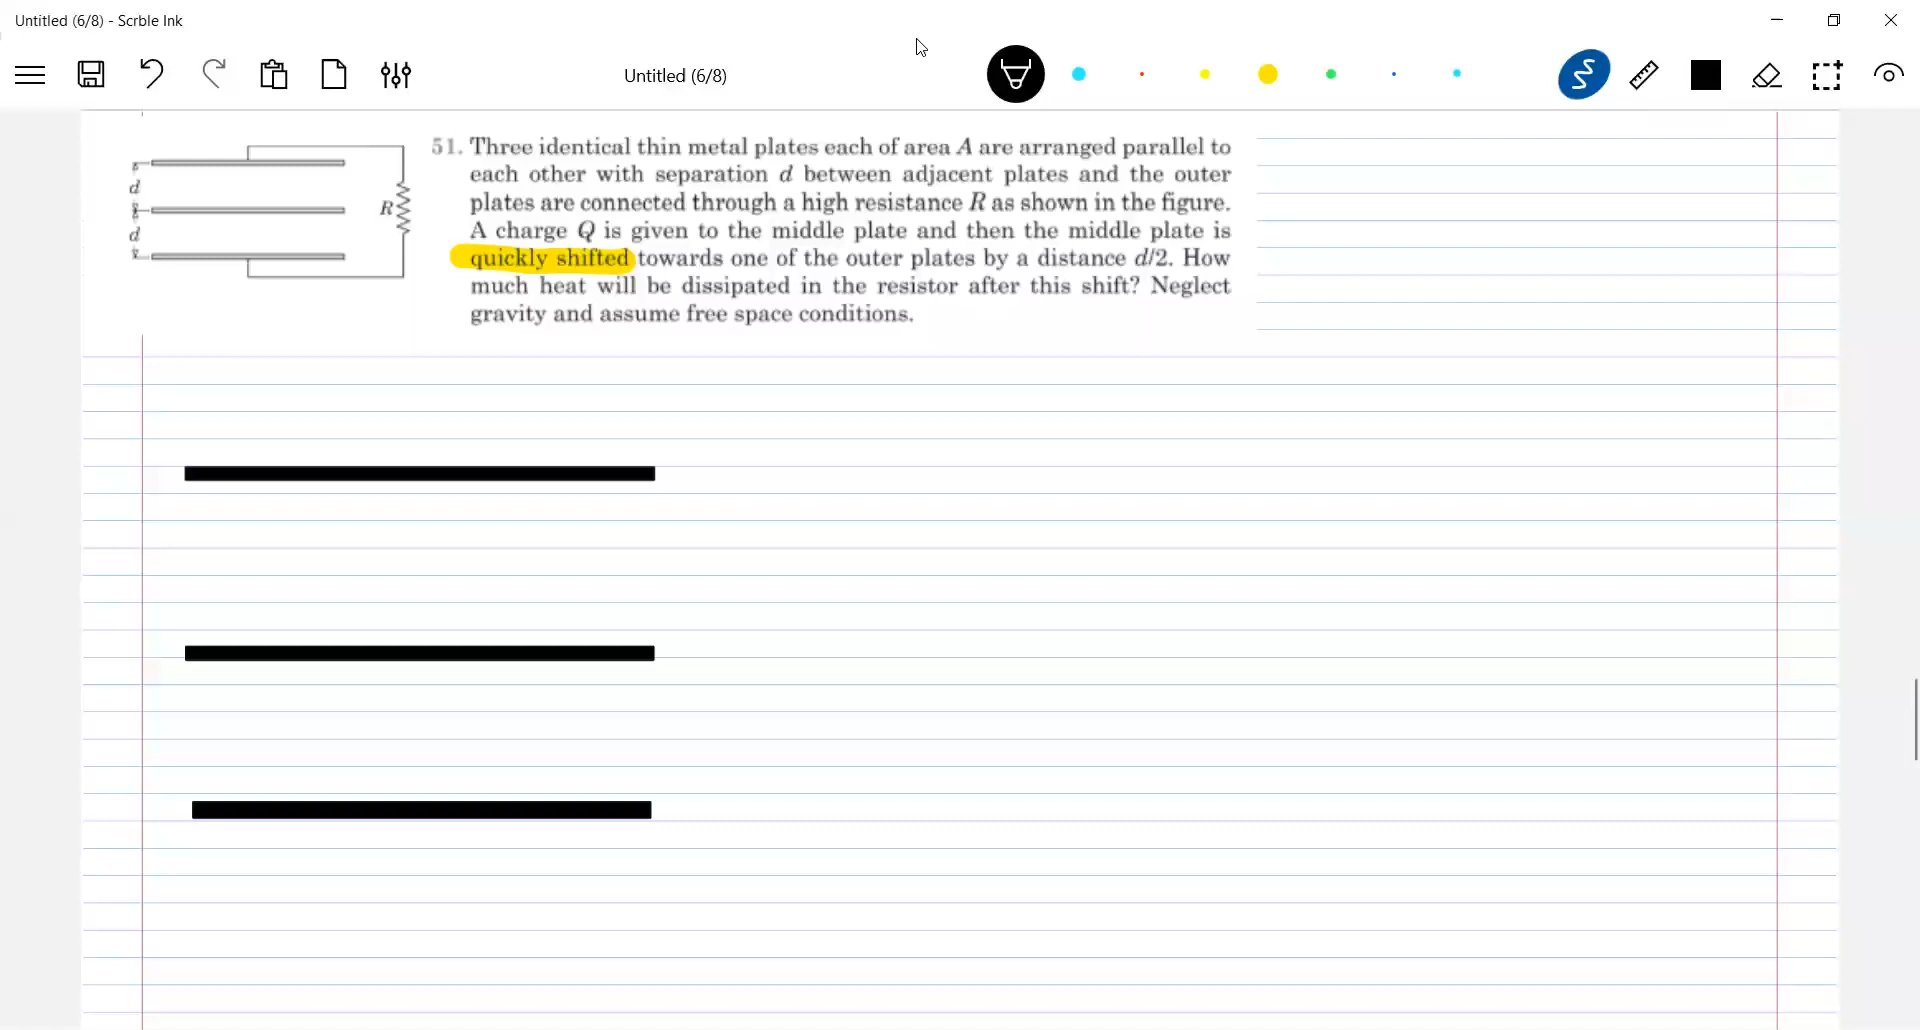 Untitled (6/8) - Scrble Ink
Untitled (6/8)
51. Three identical thin metal plates each of area A are arranged parallel to
each other with separation d between adjacent plates and the outer
plates are connected through a high resistance R as shown in the figure.
A charge Q is given to the middle plate and then the middle plate is
quickly shifted towards one of the outer plates by a distance d/2. How
much heat will be dissipated in the resistor after this shift? Neglect
gravity and assume free space conditions.
d
R
d